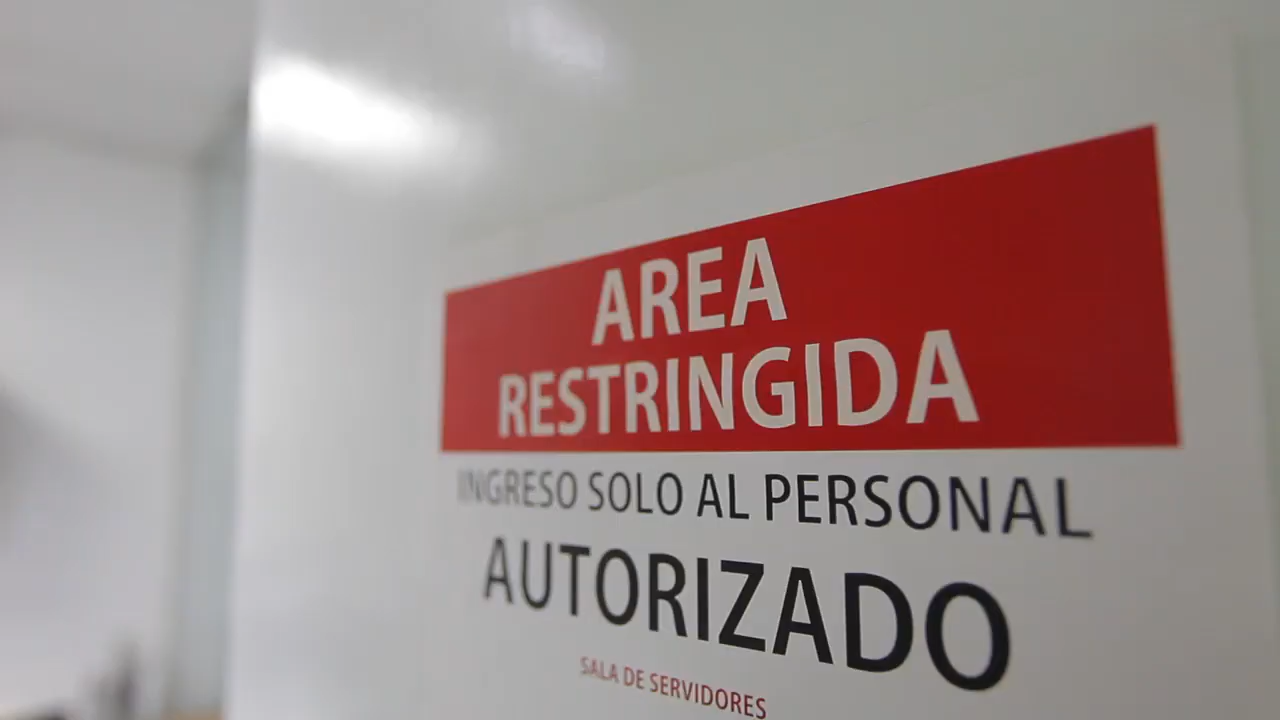 AREA
RESTRINGIDA
INGRESO SOLO AL PERSONAL
AUTORIZADO
SALA DE SERVIDORES